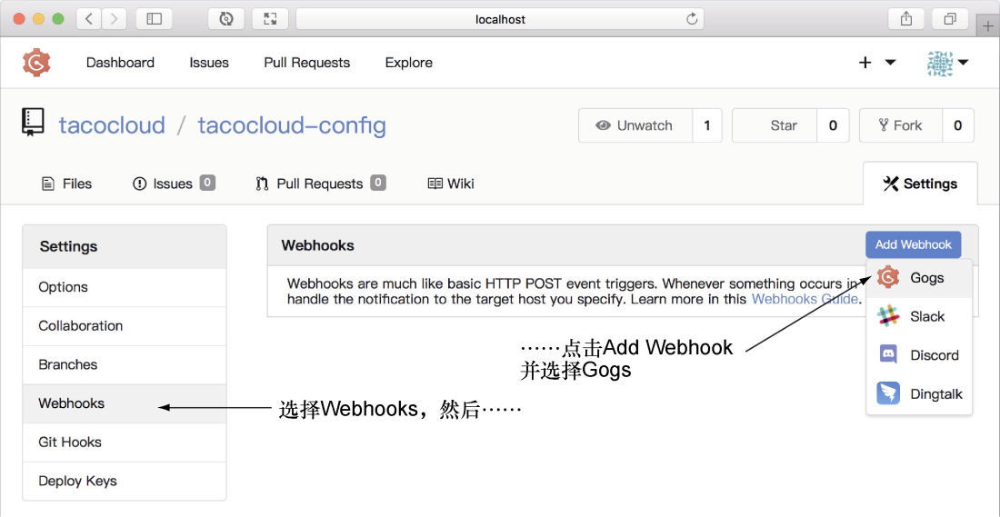 localhost
Dashboard Issues Pull Requests Explore
tacocloud / tacocloud-config
Unwatch 1 Star 0 Fork 0
Files Issues 0 Pull Requests 0 Wiki Settings
Settings
Options
Collaboration
Branches
Webhooks
Git Hooks
Deploy Keys
Webhooks
Add Webhook
Webhooks are much like basic HTTP POST event triggers. Whenever something occurs in
handle the notification to the target host you specify. Learn more in this Webhooks Guide.
Gogs
Slack
Discord
Dingtalk
……点击Add Webhook
并选择Gogs
选择Webhooks，然后……